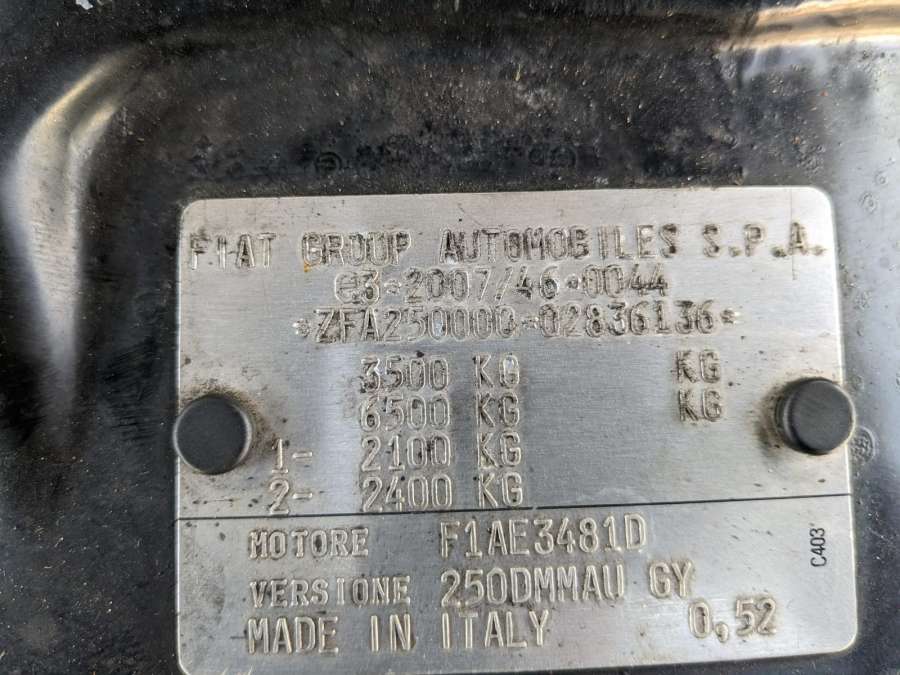 FIAT GROUP AUTOMOBILES S.P.A.
e3*2007/46*0044
*ZFA25000002836136*
3500 KG KG
6500 KG KG
1- 2100 KG
2- 2400 KG
MOTORE F1AE3481D
VERSIONE 250DMMAU GY
MADE IN ITALY 0,52
C403